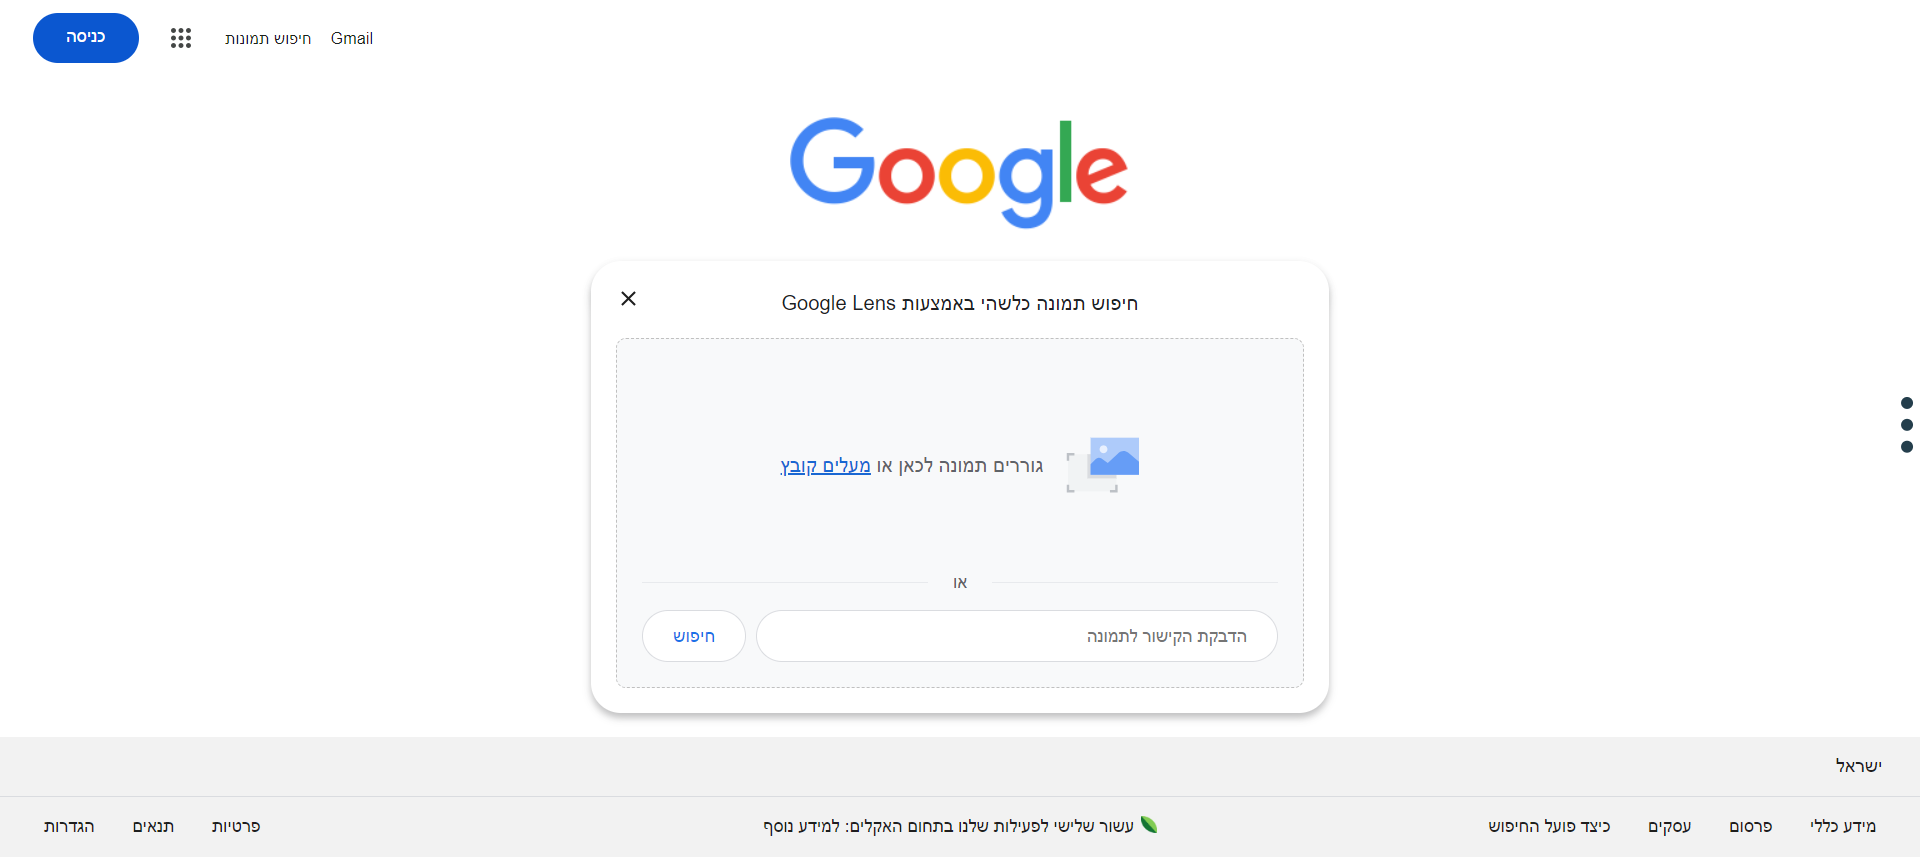 Gmail
חיפוש תמונות
כניסה
Google
חיפוש תמונה כלשהי באמצעות Google Lens
גוררים תמונה לכאן או מעלים קובץ
או
הדבקת הקישור לתמונה
חיפוש
ישראל
מידע כללי
פרסום
עסקים
כיצד פועל החיפוש
עשור שלישי לפעילות שלנו בתחום האקלים: למידע נוסף
פרטיות
תנאים
הגדרות